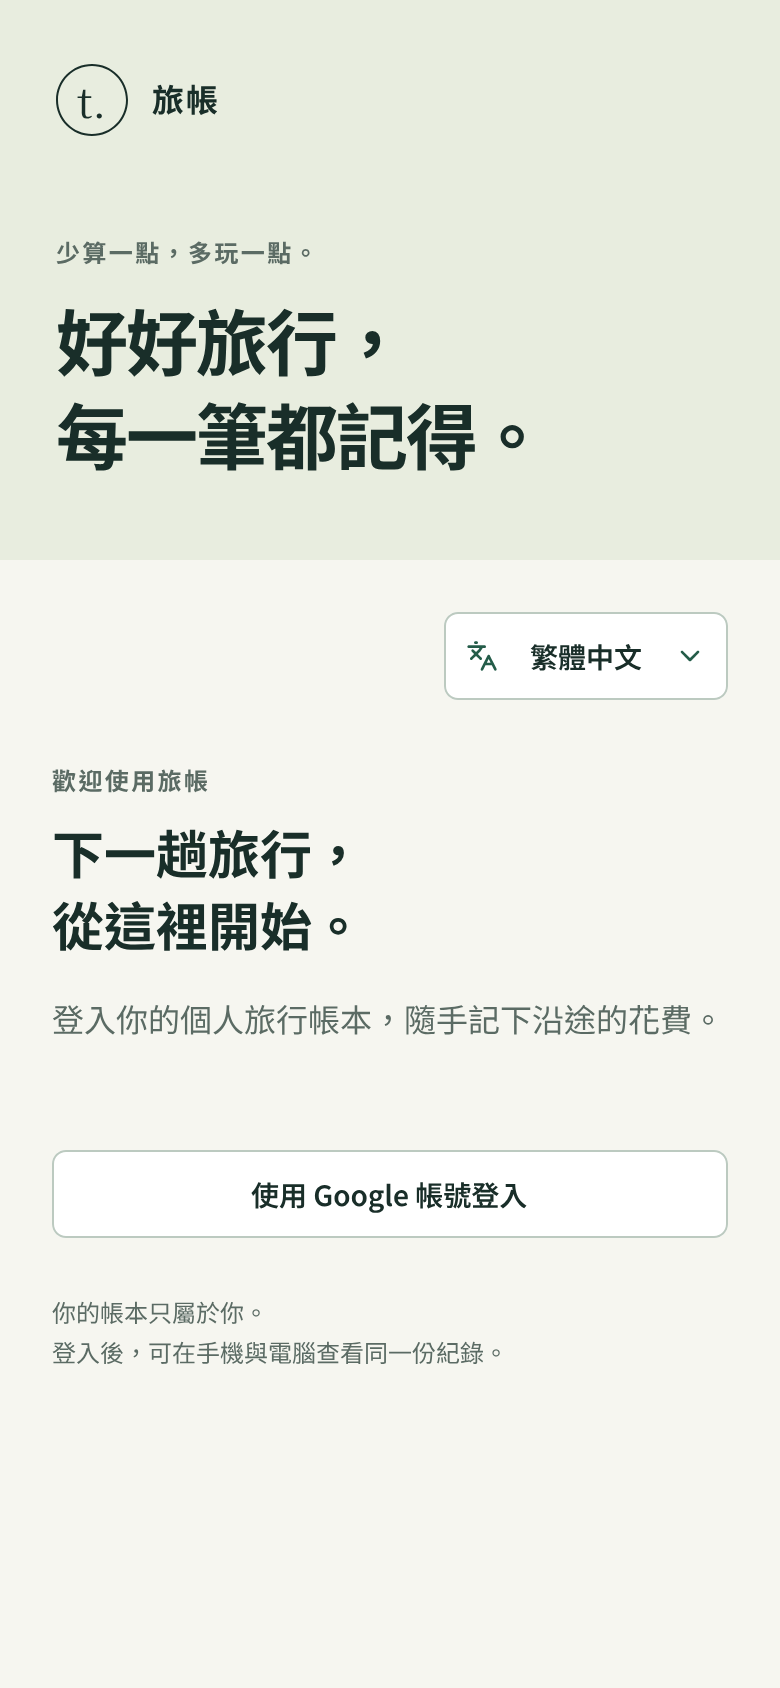 t. 旅帳
少算一點，多玩一點。
好好旅行，
每一筆都記得。
繁體中文
歡迎使用旅帳
下一趟旅行，
從這裡開始。
登入你的個人旅行帳本，隨手記下沿途的花費。
使用 Google 帳號登入
你的帳本只屬於你。
登入後，可在手機與電腦查看同一份紀錄。